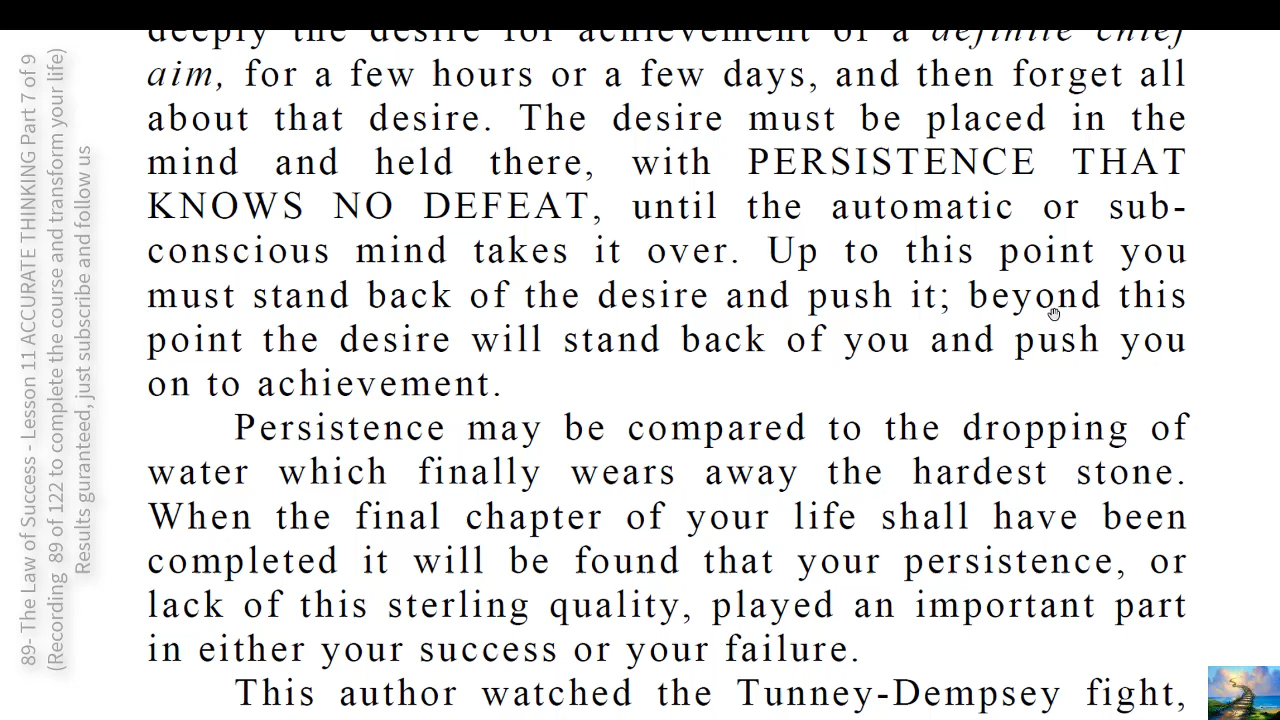 deeply the desire for achievement of a definite chief
aim, for a few hours or a few days, and then forget all
about that desire. The desire must be placed in the
mind and held there, with PERSISTENCE THAT
KNOWS NO DEFEAT, until the automatic or sub-
conscious mind takes it over. Up to this point you
must stand back of the desire and push it; beyond this
point the desire will stand back of you and push you
on to achievement.
Persistence may be compared to the dropping of
water which finally wears away the hardest stone.
When the final chapter of your life shall have been
completed it will be found that your persistence, or
lack of this sterling quality, played an important part
in either your success or your failure.
This author watched the Tunney-Dempsey fight,
89- The Law of Success - Lesson 11 ACCURATE THINKING Part 7 of 9
(Recording 89 of 122 to complete the course and transform your life)
Results guranteed, just subscribe and follow us